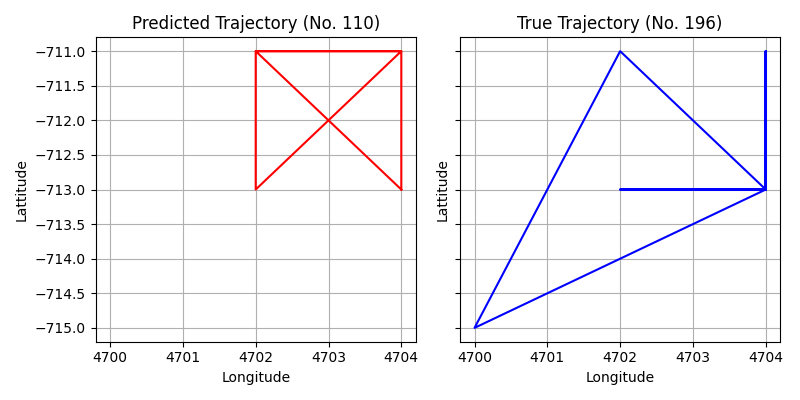 Predicted Trajectory (No. 110)
True Trajectory (No. 196)
−711.0
−711.5
−712.0
−712.5
−713.0
−713.5
−714.0
−714.5
−715.0
Lattitude
Lattitude
4700 4701 4702 4703 4704
4700 4701 4702 4703 4704
Longitude
Longitude